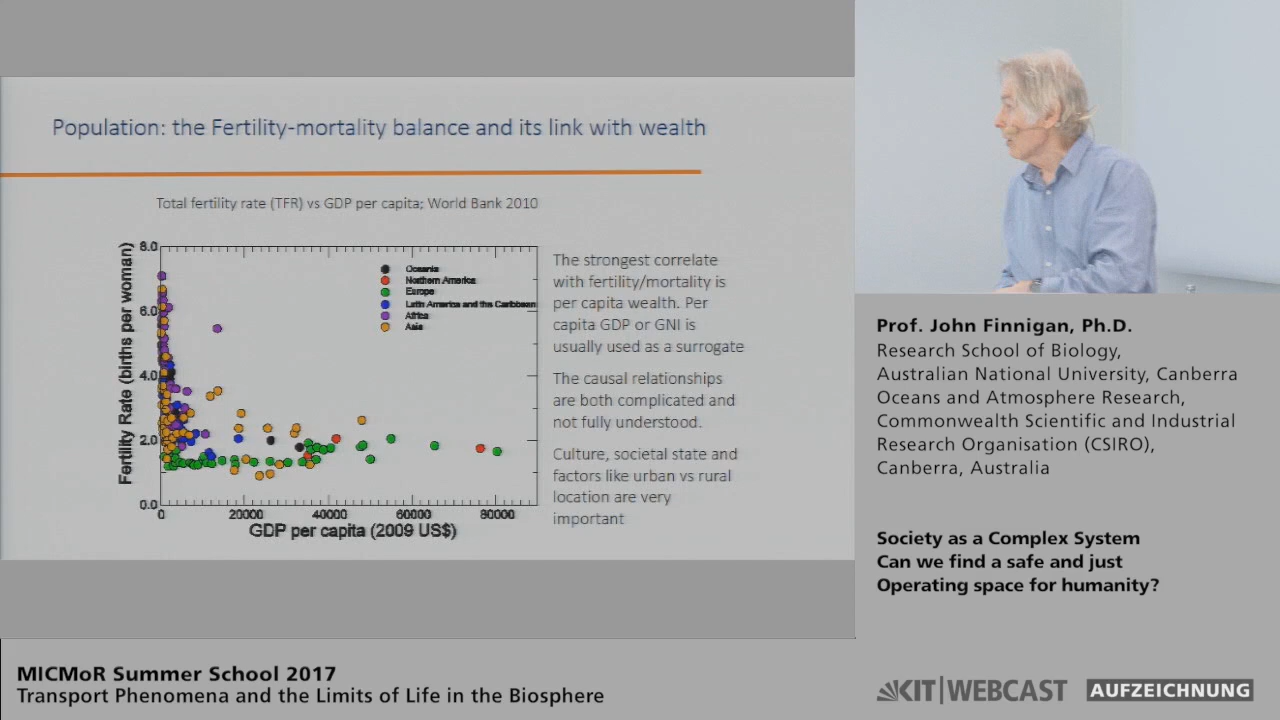 Population: the Fertility-mortality balance and its link with wealth
Total fertility rate (TFR) vs GDP per capita; World Bank 2010
Fertility Rate (births per woman)
8.0
6.0
4.0
2.0
0.0
0
20000
40000
60000
80000
GDP per capita (2009 US$)
Oceania
Northern America
Europe
Latin America and the Caribbean
Africa
Asia
The strongest correlate
with fertility/mortality is
per capita wealth. Per
capita GDP or GNI is
usually used as a surrogate
The causal relationships
are both complicated and
not fully understood.
Culture, societal state and
factors like urban vs rural
location are very
important
Prof. John Finnigan, Ph.D.
Research School of Biology,
Australian National University, Canberra
Oceans and Atmosphere Research,
Commonwealth Scientific and Industrial
Research Organisation (CSIRO),
Canberra, Australia
Society as a Complex System
Can we find a safe and just
Operating space for humanity?
MICMoR Summer School 2017
Transport Phenomena and the Limits of Life in the Biosphere
KIT|WEBCAST
AUFZEICHNUNG